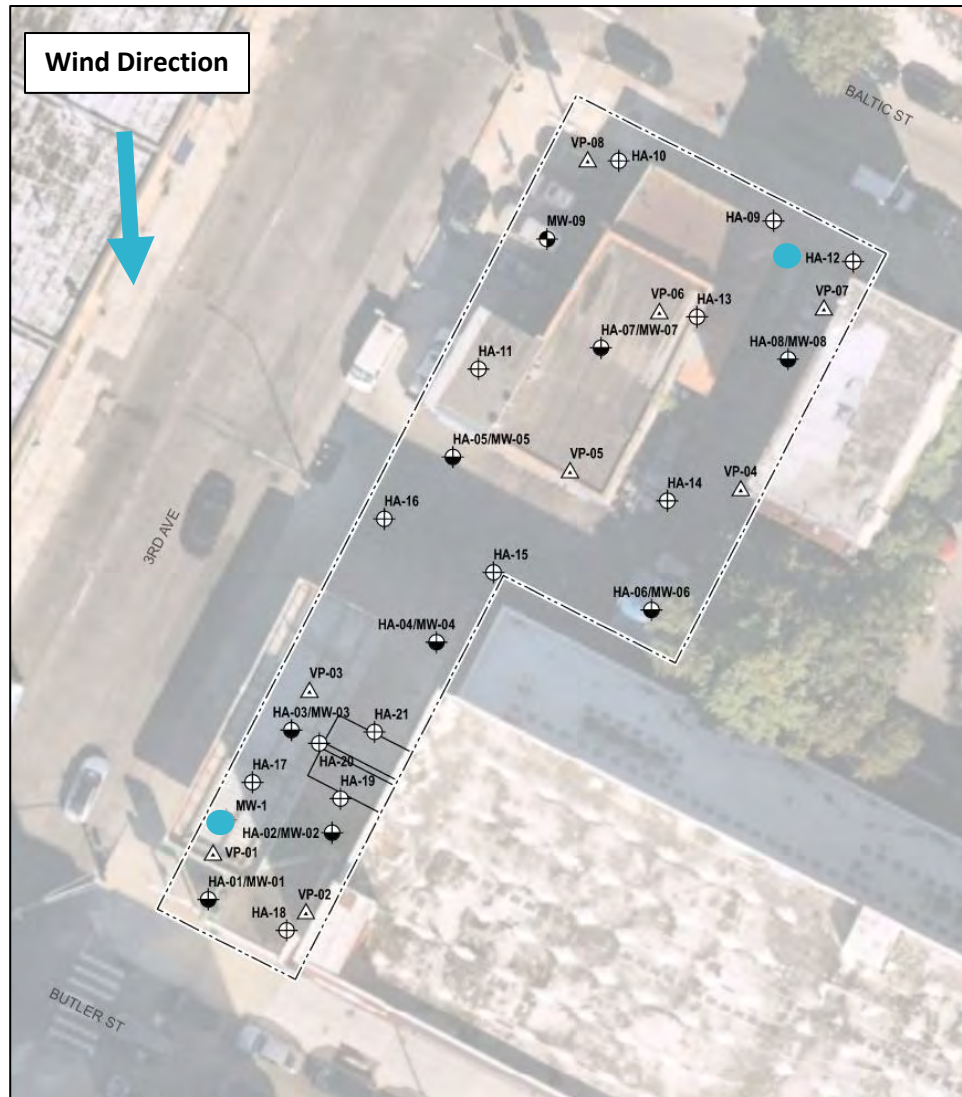 Wind Direction
BALTIC ST
VP-08
HA-10
HA-09
MW-09
HA-12
VP-06
HA-13
VP-07
HA-07/MW-07
HA-08/MW-08
HA-11
HA-05/MW-05
VP-05
HA-14
VP-04
HA-16
3RD AVE
HA-15
HA-06/MW-06
HA-04/MW-04
VP-03
HA-03/MW-03
HA-21
HA-20
HA-17
HA-19
MW-1
HA-02/MW-02
VP-01
HA-01/MW-01
VP-02
HA-18
BUTLER ST